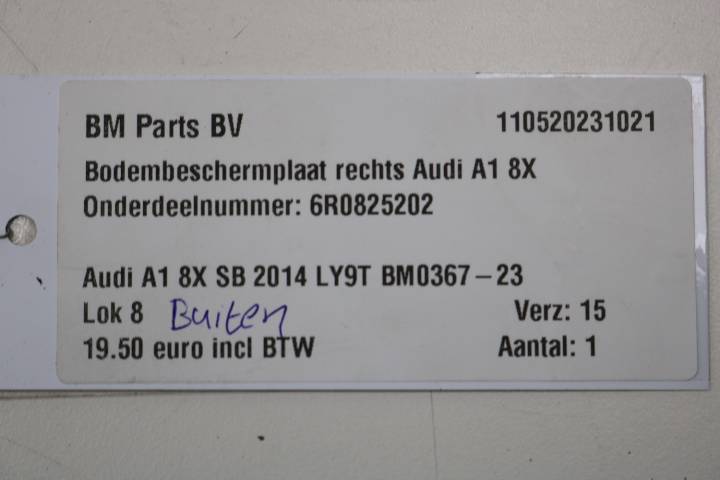 BM Parts BV 110520231021
Bodembeschermplaat rechts Audi A1 8X
Onderdeelnummer: 6R0825202
Audi A1 8X SB 2014 LY9T BM0367-23
Lok 8 Buiten Verz: 15
19.50 euro incl BTW Aantal: 1